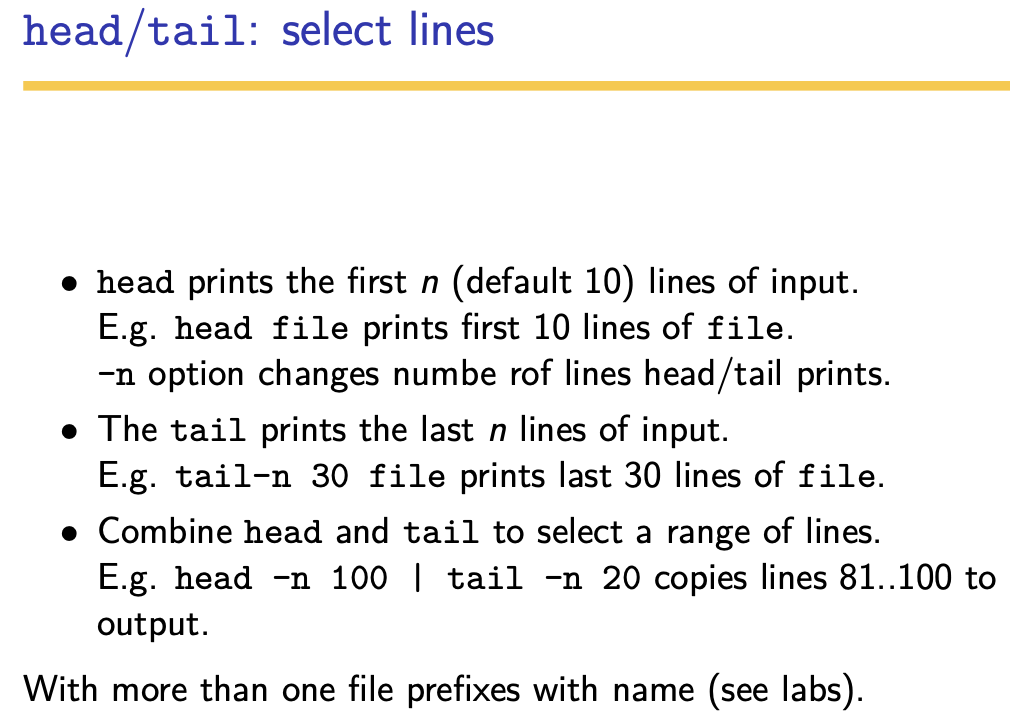 head/tail: select lines
• head prints the first n (default 10) lines of input.
E.g. head file prints first 10 lines of file.
-n option changes numbe rof lines head/tail prints.
• The tail prints the last n lines of input.
E.g. tail-n 30 file prints last 30 lines of file.
• Combine head and tail to select a range of lines.
E.g. head -n 100 | tail -n 20 copies lines 81..100 to
output.
With more than one file prefixes with name (see labs).